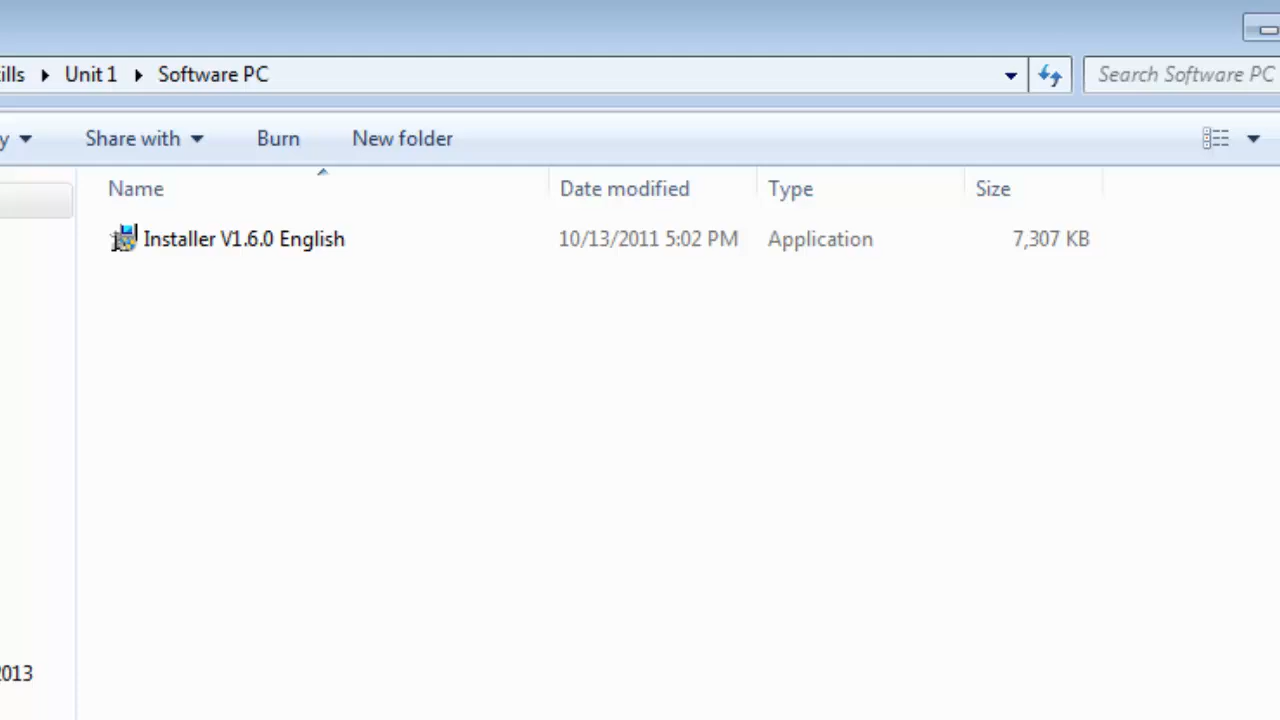 ills Unit 1 Software PC Search Software PC
y Share with Burn New folder
Name Date modified Type Size
Installer V1.6.0 English 10/13/2011 5:02 PM Application 7,307 KB
2013